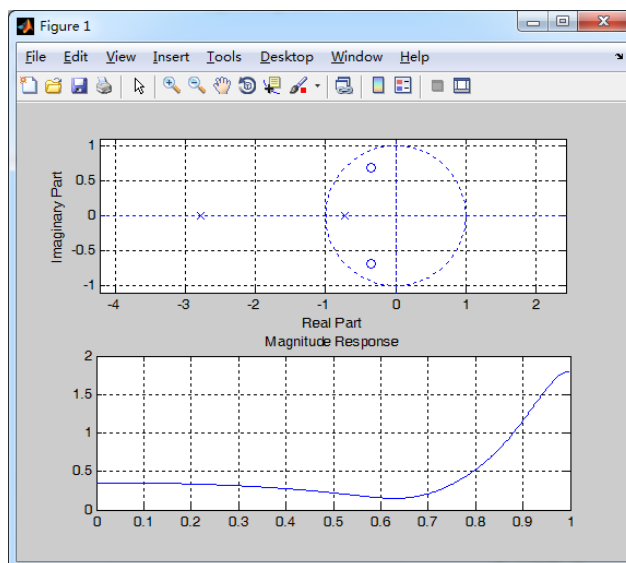 Figure 1
File Edit View Insert Tools Desktop Window Help
1
0.5
0
-0.5
-1
Imaginary Part
-4 -3 -2 -1 0 1 2
Real Part
Magnitude Response
2
1.5
1
0.5
0
0 0.1 0.2 0.3 0.4 0.5 0.6 0.7 0.8 0.9 1